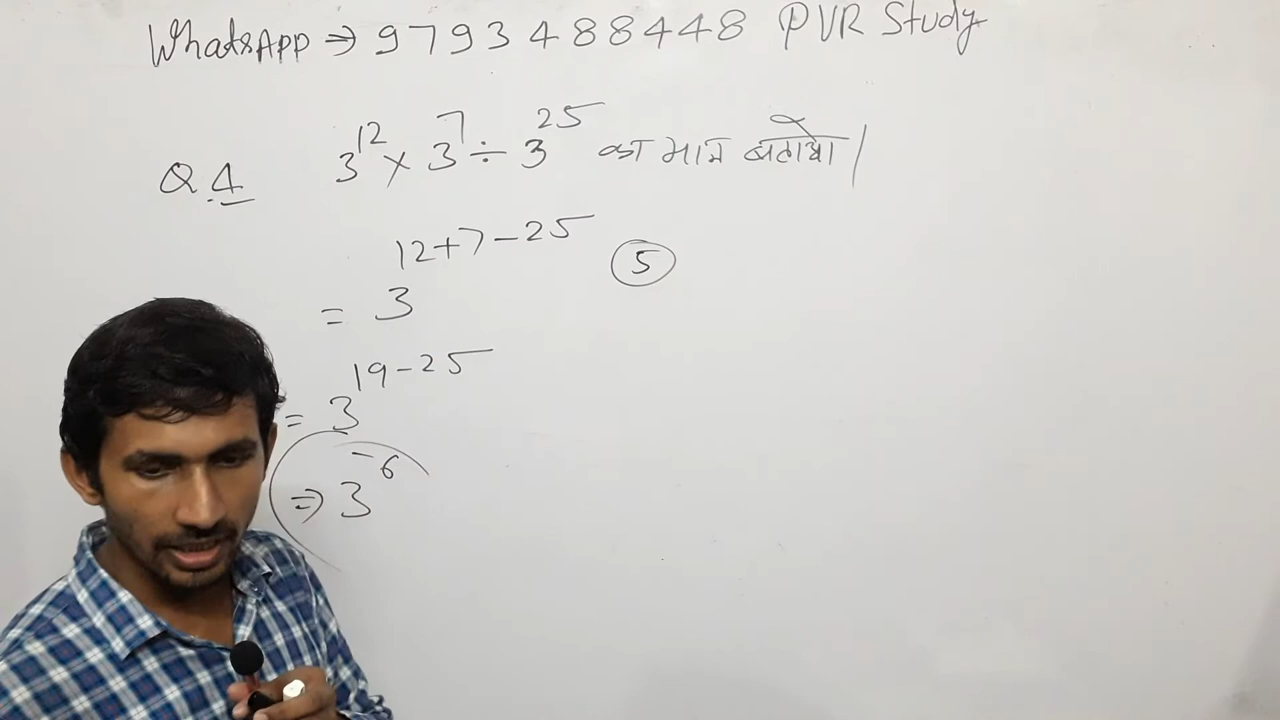 WhatsApp ⇒ 9793488448 PVR Study
Q.4 3^12 × 3^7 ÷ 3^25 का मान बताओ।
= 3^12+7-25 ⑤
= 3^19-25
⇒ 3^-6